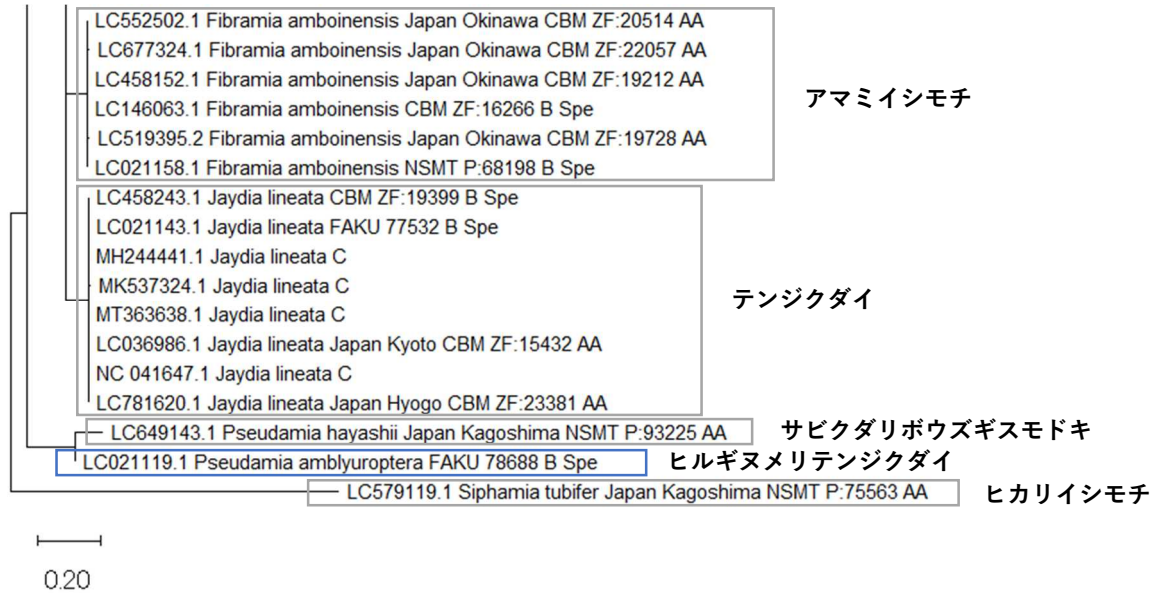 LC552502.1 Fibramia amboinensis Japan Okinawa CBM ZF:20514 AA
LC677324.1 Fibramia amboinensis Japan Okinawa CBM ZF:22057 AA
LC458152.1 Fibramia amboinensis Japan Okinawa CBM ZF:19212 AA
アマミイシモチ
LC146063.1 Fibramia amboinensis CBM ZF:16266 B Spe
LC519395.2 Fibramia amboinensis Japan Okinawa CBM ZF:19728 AA
LC021158.1 Fibramia amboinensis NSMT P:68198 B Spe
LC458243.1 Jaydia lineata CBM ZF:19399 B Spe
LC021143.1 Jaydia lineata FAKU 77532 B Spe
MH244441.1 Jaydia lineata C
MK537324.1 Jaydia lineata C
テンジクダイ
MT363638.1 Jaydia lineata C
LC036986.1 Jaydia lineata Japan Kyoto CBM ZF:15432 AA
NC 041647.1 Jaydia lineata C
LC781620.1 Jaydia lineata Japan Hyogo CBM ZF:23381 AA
LC649143.1 Pseudamia hayashii Japan Kagoshima NSMT P:93225 AA
サビクダリボウズギスモドキ
LC021119.1 Pseudamia amblyuroptera FAKU 78688 B Spe
ヒルギヌメリテンジクダイ
LC579119.1 Siphamia tubifer Japan Kagoshima NSMT P:75563 AA
ヒカリイシモチ
0.20